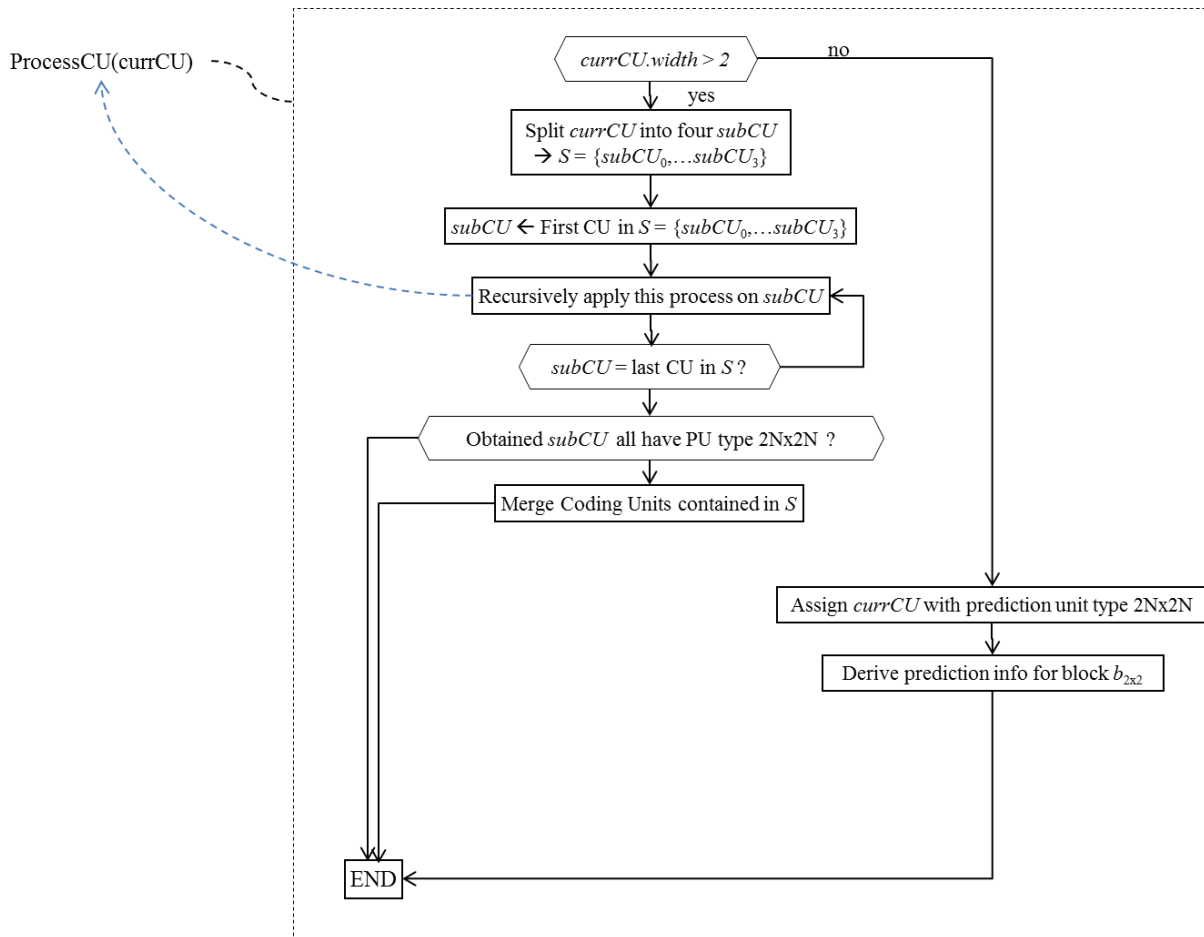 ProcessCU(currCU)
currCU.width > 2
no
yes
Split currCU into four subCU
→ S = {subCU₀,…subCU₃}
subCU ← First CU in S = {subCU₀,…subCU₃}
Recursively apply this process on subCU
subCU = last CU in S ?
Obtained subCU all have PU type 2Nx2N ?
Merge Coding Units contained in S
Assign currCU with prediction unit type 2Nx2N
Derive prediction info for block b₂ₓ₂
END